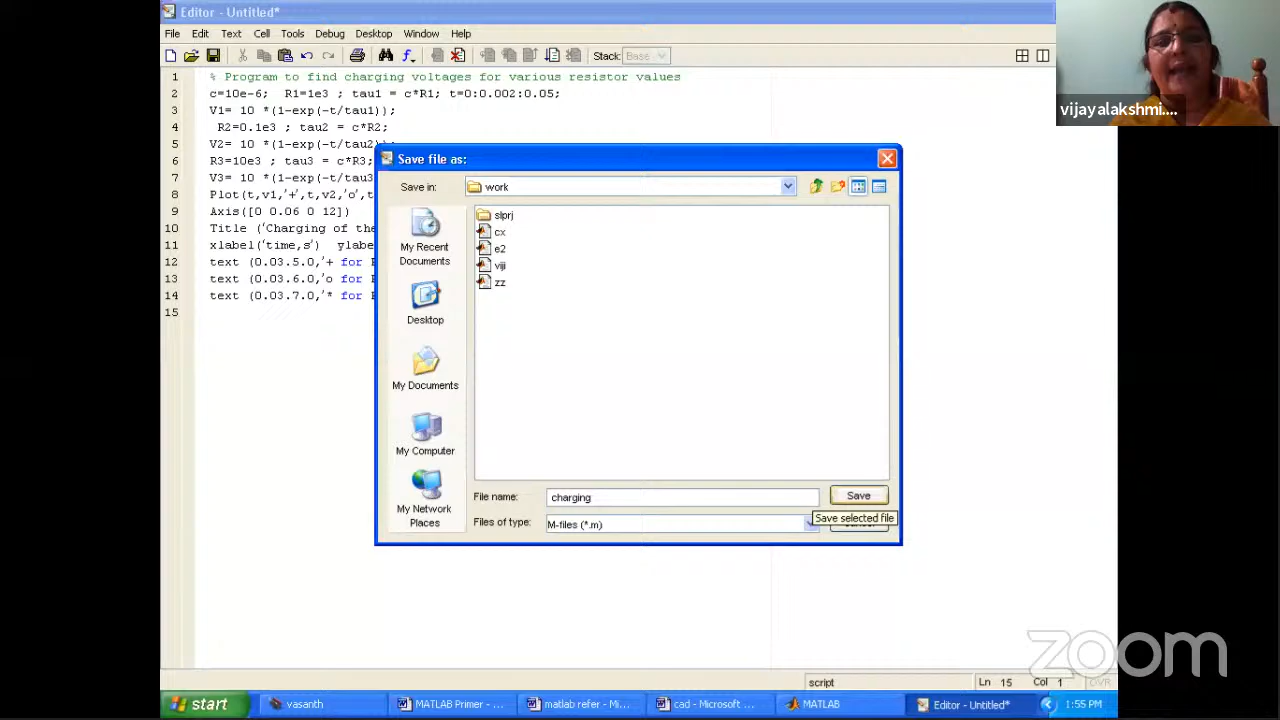 Editor - Untitled*
File Edit Text Cell Tools Debug Desktop Window Help
Stack: Base
1 % Program to find charging voltages for various resistor values
2 c=10e-6; R1=1e3 ; tau1 = c*R1; t=0:0.002:0.05;
3 V1= 10 *(1-exp(-t/tau1));
4 R2=0.1e3 ; tau2 = c*R2;
5 V2= 10 *(1-exp(-t/tau2)
6 R3=10e3 ; tau3 = c*R3;
7 V3= 10 *(1-exp(-t/tau3
8 Plot(t,v1,'+',t,v2,'o',t
9 Axis([0 0.06 0 12])
10 Title ('Charging of the
11 xlabel('time,s') ylabe
12 text (0.03.5.0,'+ for
13 text (0.03.6.0,'o for
14 text (0.03.7.0,'* for
15
Save file as:
Save in: work
My Recent Documents
Desktop
My Documents
My Computer
My Network Places
slprj
cx
e2
viji
zz
File name: charging
Save
Files of type: M-files (*.m)
Save selected file
vijayalakshmi....
zoom
script Ln 15 Col 1 OVR
start vasanth MATLAB Primer - ... matlab refer - Mi... cad - Microsoft ... MATLAB Editor - Untitled* 1:55 PM